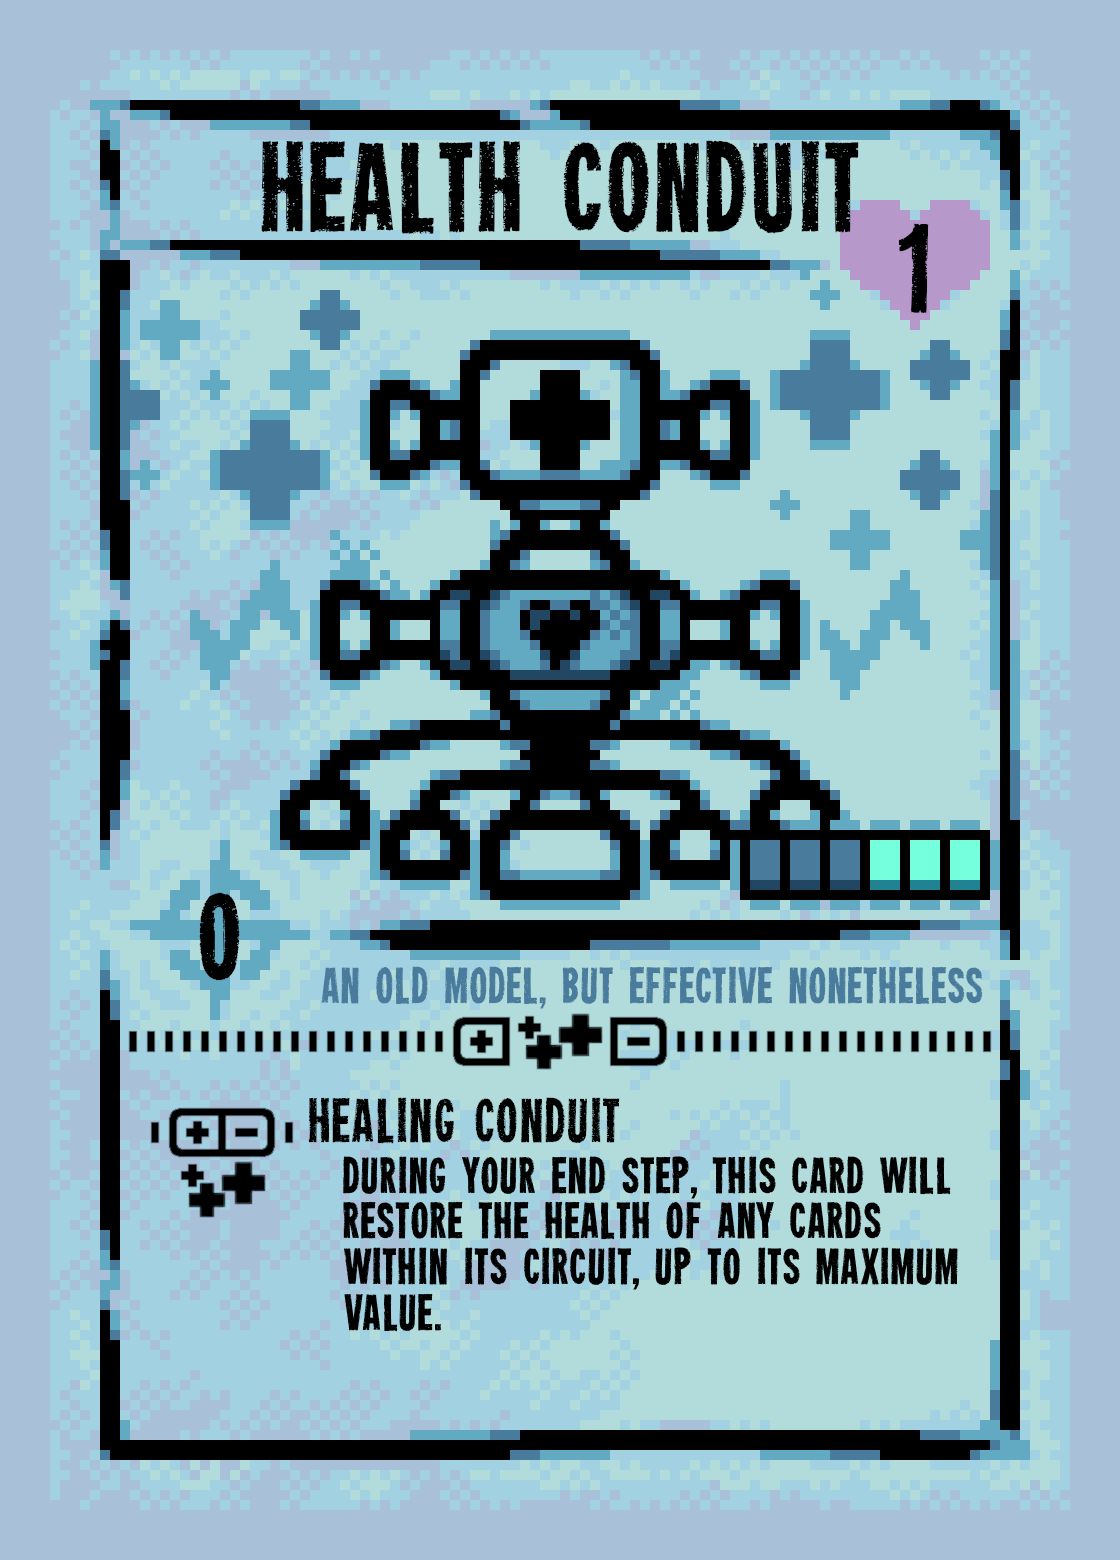 HEALTH CONDUIT
1
0
AN OLD MODEL, BUT EFFECTIVE NONETHELESS
HEALING CONDUIT
DURING YOUR END STEP, THIS CARD WILL
RESTORE THE HEALTH OF ANY CARDS
WITHIN ITS CIRCUIT, UP TO ITS MAXIMUM
VALUE.